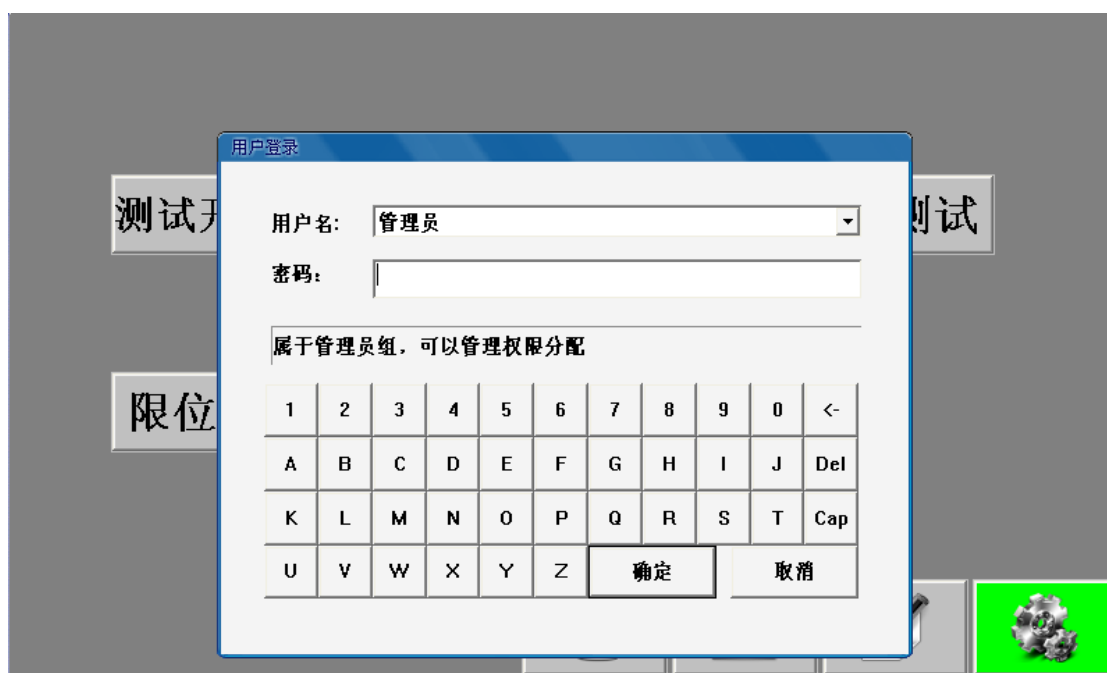 用户登录
测试开
用户名: 管理员
测试
密码:
属于管理员组，可以管理权限分配
限位
1 2 3 4 5 6 7 8 9 0 <-
A B C D E F G H I J Del
K L M N O P Q R S T Cap
U V W X Y Z 确定 取消